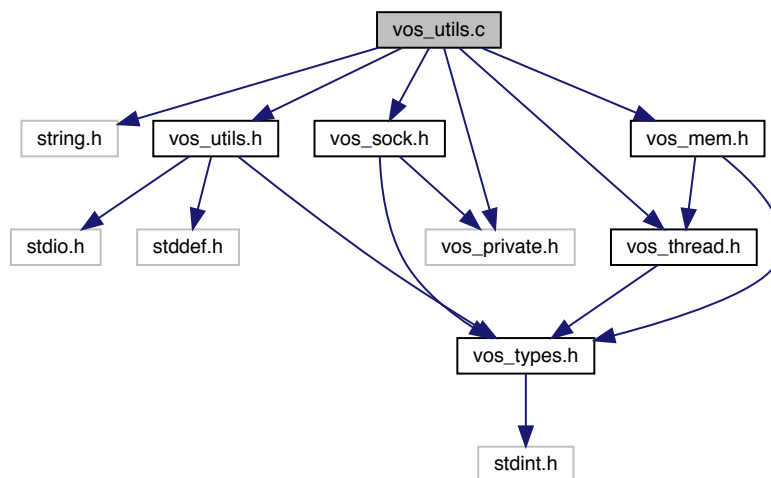 vos_utils.c
string.h
vos_utils.h
vos_sock.h
vos_mem.h
stdio.h
stddef.h
vos_private.h
vos_thread.h
vos_types.h
stdint.h